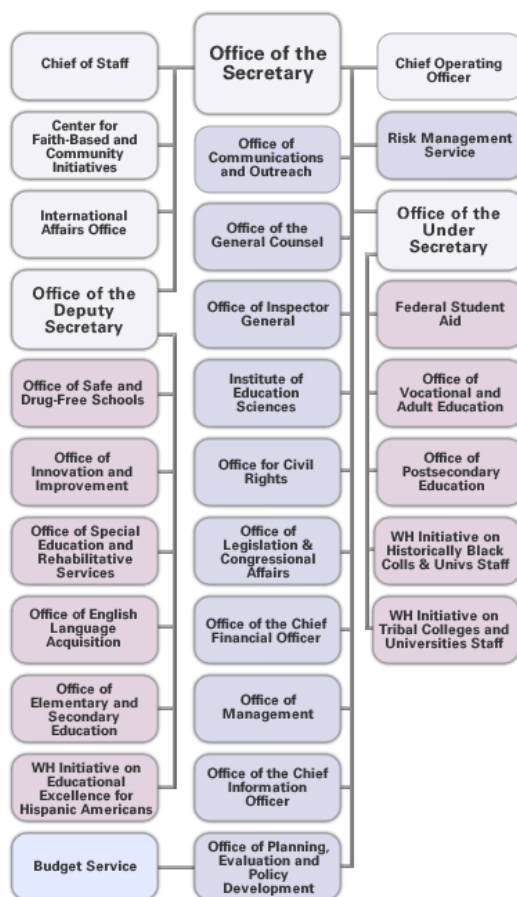 Office of the
Secretary
Chief of Staff
Center for
Faith-Based and
Community
Initiatives
International
Affairs Office
Office of the
Deputy
Secretary
Office of Safe and
Drug-Free Schools
Office of
Innovation and
Improvement
Office of Special
Education and
Rehabilitative
Services
Office of English
Language
Acquisition
Office of
Elementary and
Secondary
Education
WH Initiative on
Educational
Excellence for
Hispanic Americans
Budget Service
Office of
Communications
and Outreach
Office of the
General Counsel
Office of Inspector
General
Institute of
Education
Sciences
Office for Civil
Rights
Office of
Legislation &
Congressional
Affairs
Office of the Chief
Financial Officer
Office of
Management
Office of the Chief
Information
Officer
Office of Planning,
Evaluation and
Policy
Development
Chief Operating
Officer
Risk Management
Service
Office of the
Under
Secretary
Federal Student
Aid
Office of
Vocational and
Adult Education
Office of
Postsecondary
Education
WH Initiative on
Historically Black
Colls & Univs Staff
WH Initiative on
Tribal Colleges and
Universities Staff